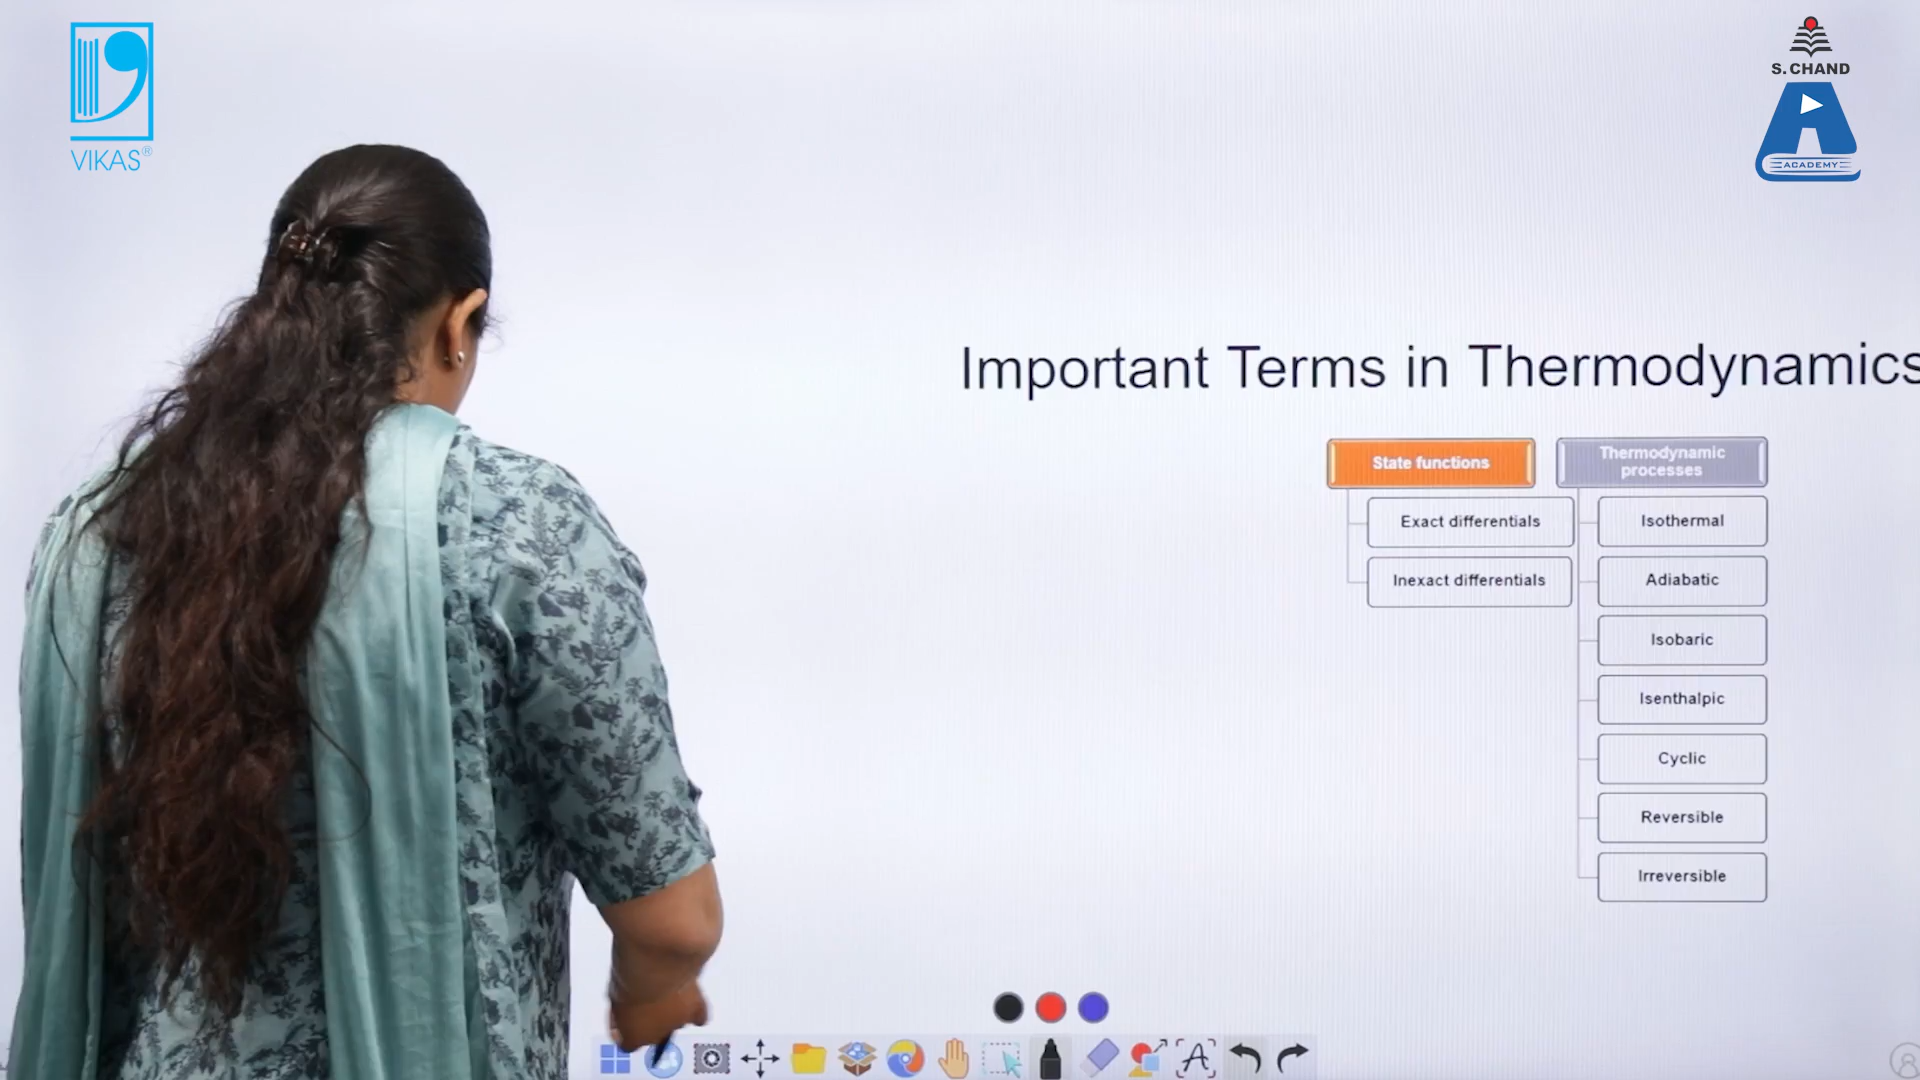 VIKAS®
S. CHAND
ACADEMY
Important Terms in Thermodynamics
State functions
Exact differentials
Inexact differentials
Thermodynamic
processes
Isothermal
Adiabatic
Isobaric
Isenthalpic
Cyclic
Reversible
Irreversible